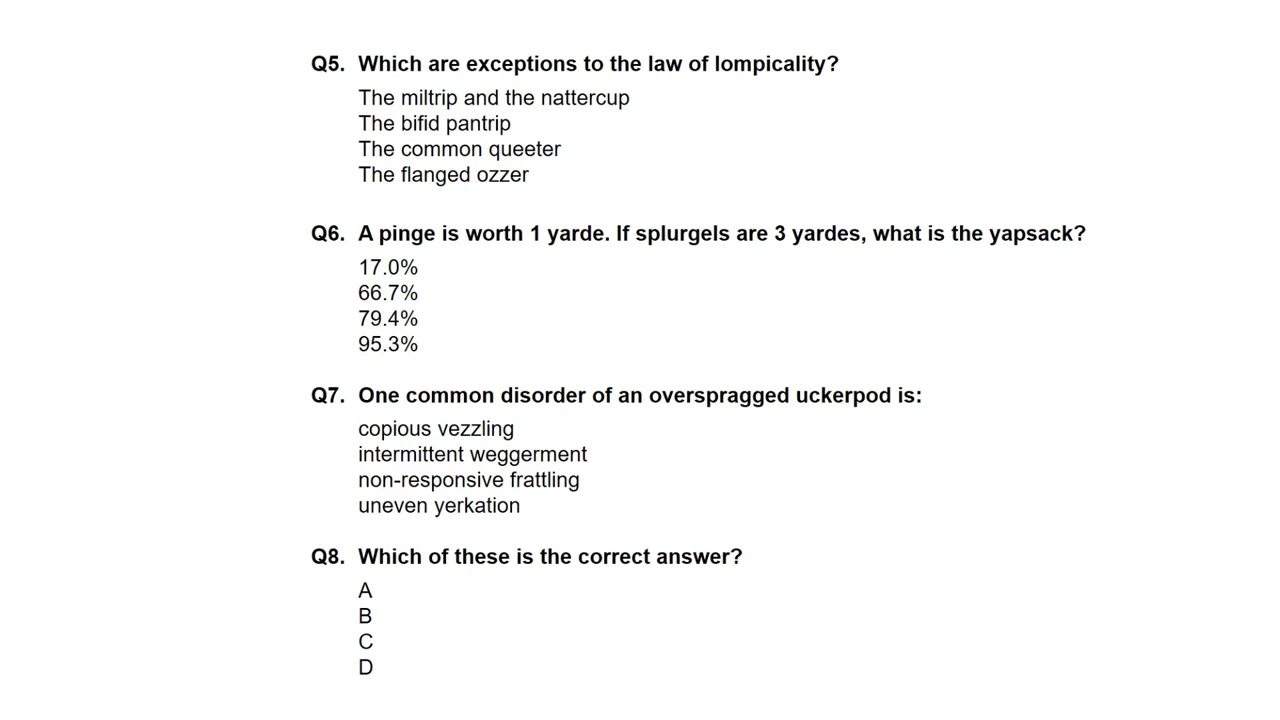 Q5. Which are exceptions to the law of lompicality?
The miltrip and the nattercup
The bifid pantrip
The common queeter
The flanged ozzer
Q6. A pinge is worth 1 yarde. If splurgels are 3 yardes, what is the yapsack?
17.0%
66.7%
79.4%
95.3%
Q7. One common disorder of an overspragged uckerpod is:
copious vezzling
intermittent weggerment
non-responsive frattling
uneven yerkation
Q8. Which of these is the correct answer?
A
B
C
D